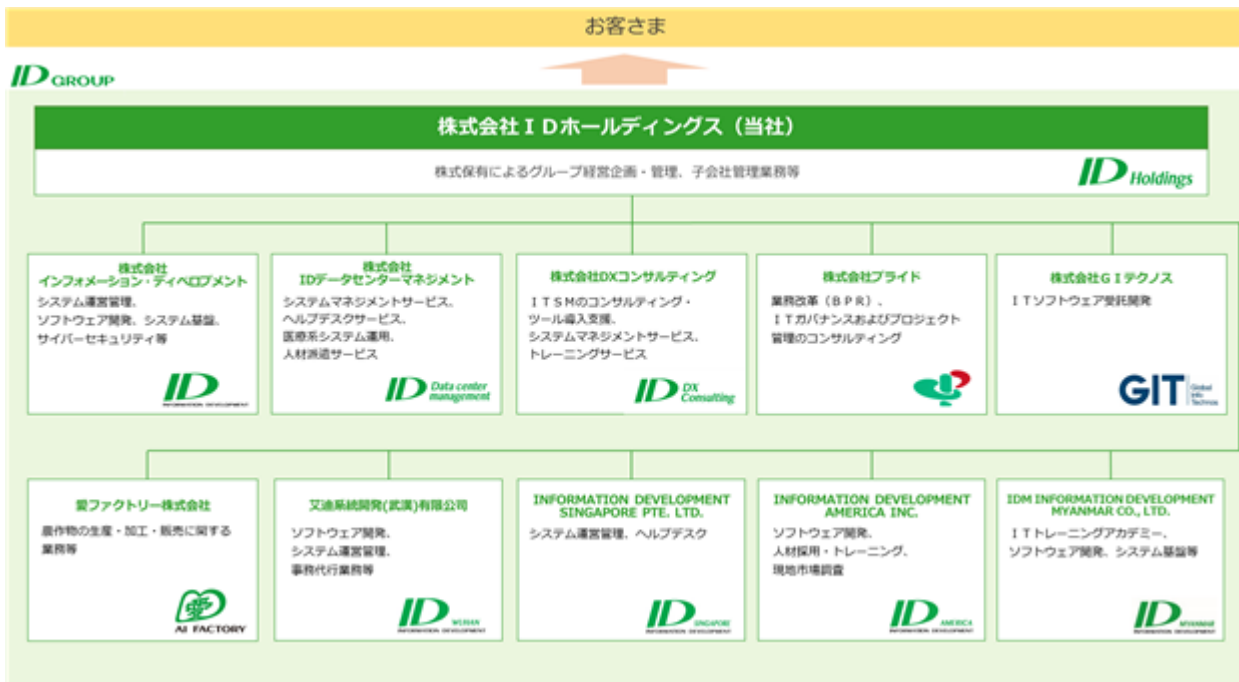 お客さま
ID GROUP
株式会社IDホールディングス（当社）
株式保有によるグループ経営企画・管理、子会社管理業務等
ID Holdings
株式会社
インフォメーション・ディベロプメント
システム運営管理、
ソフトウェア開発、システム基盤、
サイバーセキュリティ等
ID
INFORMATION DEVELOPMENT
株式会社
IDデータセンターマネジメント
システムマネジメントサービス、
ヘルプデスクサービス、
医療系システム運用、
人材派遣サービス
ID Data center
management
株式会社DXコンサルティング
ITSMのコンサルティング・
ツール導入支援、
システムマネジメントサービス、
トレーニングサービス
ID DX
Consulting
株式会社プライド
業務改革（BPR）、
ITガバナンスおよびプロジェクト
管理のコンサルティング
株式会社GIテクノス
ITソフトウェア受託開発
GIT Global
Info
Technos
愛ファクトリー株式会社
農作物の生産・加工・販売に関する
業務等
愛
AI FACTORY
艾迪系統開発(武漢)有限公司
ソフトウェア開発、
システム運営管理、
事務代行業務等
ID WUHAN
INFORMATION DEVELOPMENT
INFORMATION DEVELOPMENT
SINGAPORE PTE. LTD.
システム運営管理、ヘルプデスク
ID SINGAPORE
INFORMATION DEVELOPMENT
INFORMATION DEVELOPMENT
AMERICA INC.
ソフトウェア開発、
人材採用・トレーニング、
現地市場調査
ID AMERICA
INFORMATION DEVELOPMENT
IDM INFORMATION DEVELOPMENT
MYANMAR CO., LTD.
ITトレーニングアカデミー、
ソフトウェア開発、システム基盤等
ID MYANMAR
INFORMATION DEVELOPMENT